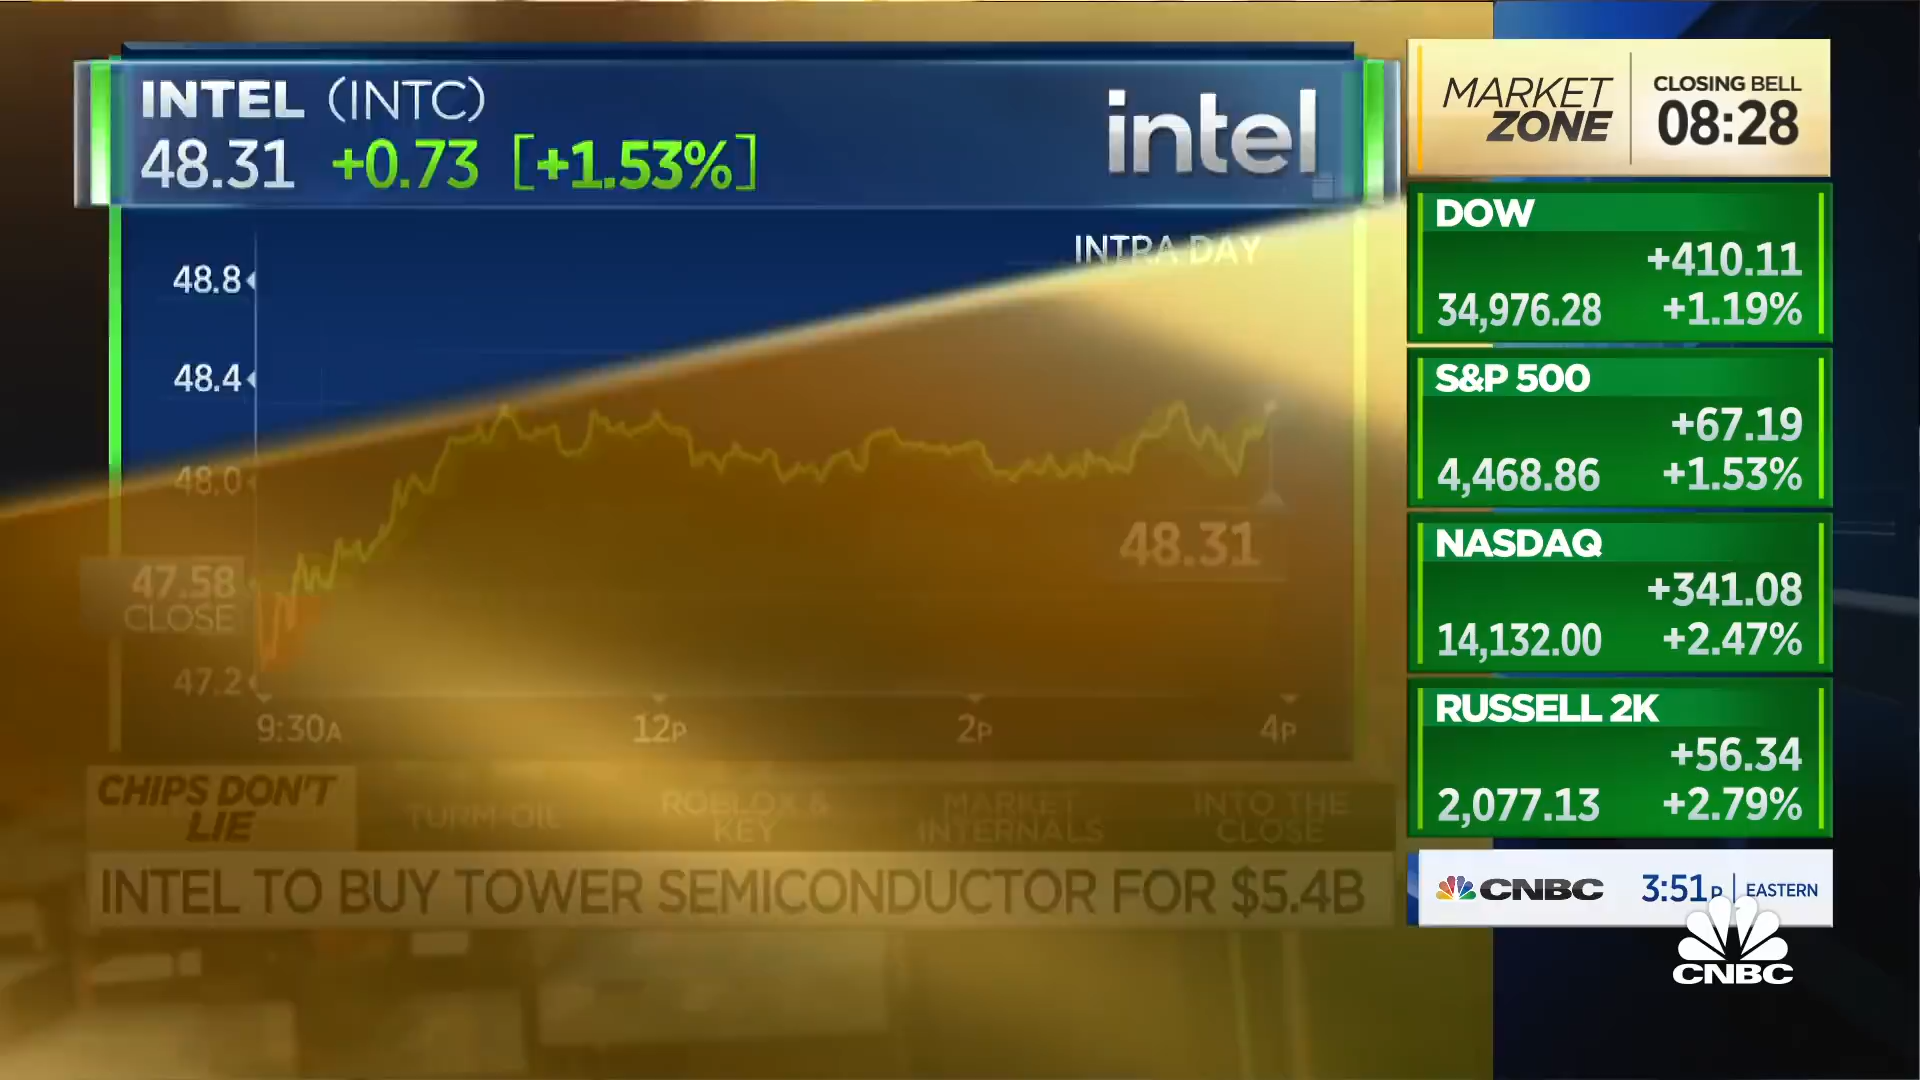 INTEL (INTC)
48.31 +0.73 [+1.53%]
intel
INTRA DAY
48.8
48.4
48.0
47.58
CLOSE
47.2
48.31
9:30A 12P 2P 4P
CHIPS DON'T
LIE
TURM-OIL
ROBLOX &
KEY
MARKET
INTERNALS
INTO THE
CLOSE
INTEL TO BUY TOWER SEMICONDUCTOR FOR $5.4B
MARKET
ZONE
CLOSING BELL
08:28
DOW
+410.11
34,976.28 +1.19%
S&P 500
+67.19
4,468.86 +1.53%
NASDAQ
+341.08
14,132.00 +2.47%
RUSSELL 2K
+56.34
2,077.13 +2.79%
CNBC 3:51P EASTERN
CNBC